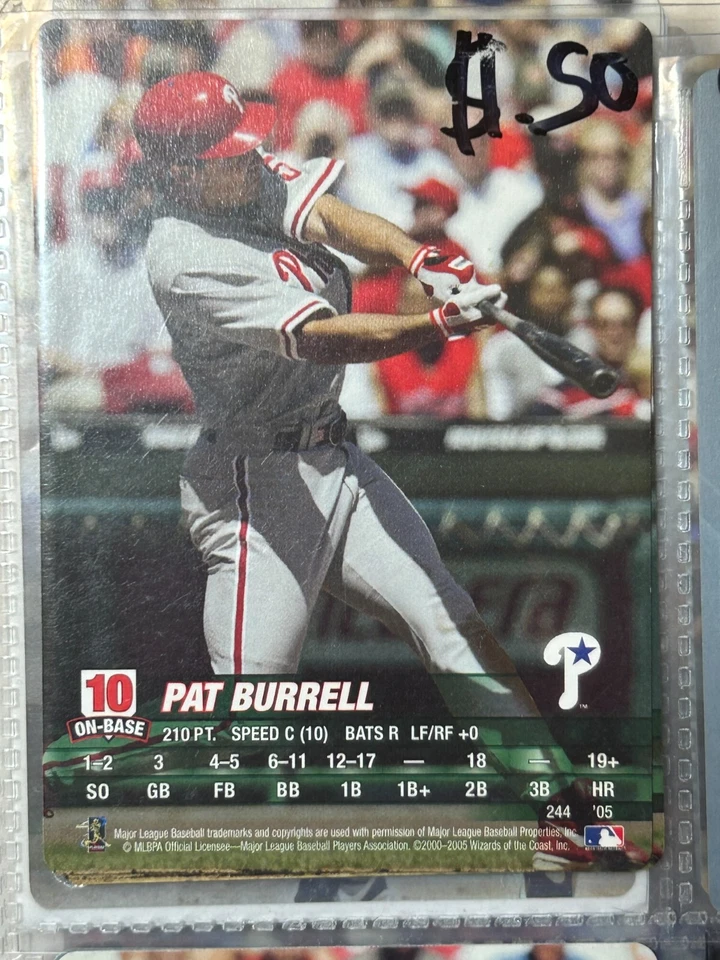 $1.50
10
ON-BASE
PAT BURRELL
210 PT. SPEED C (10) BATS R LF/RF +0
1–2 3 4–5 6–11 12–17 — 18 — 19+
SO GB FB BB 1B 1B+ 2B 3B HR
244 '05
Major League Baseball trademarks and copyrights are used with permission of Major League Baseball Properties, Inc.
© MLBPA Official Licensee—Major League Baseball Players Association. ©2000–2005 Wizards of the Coast, Inc.